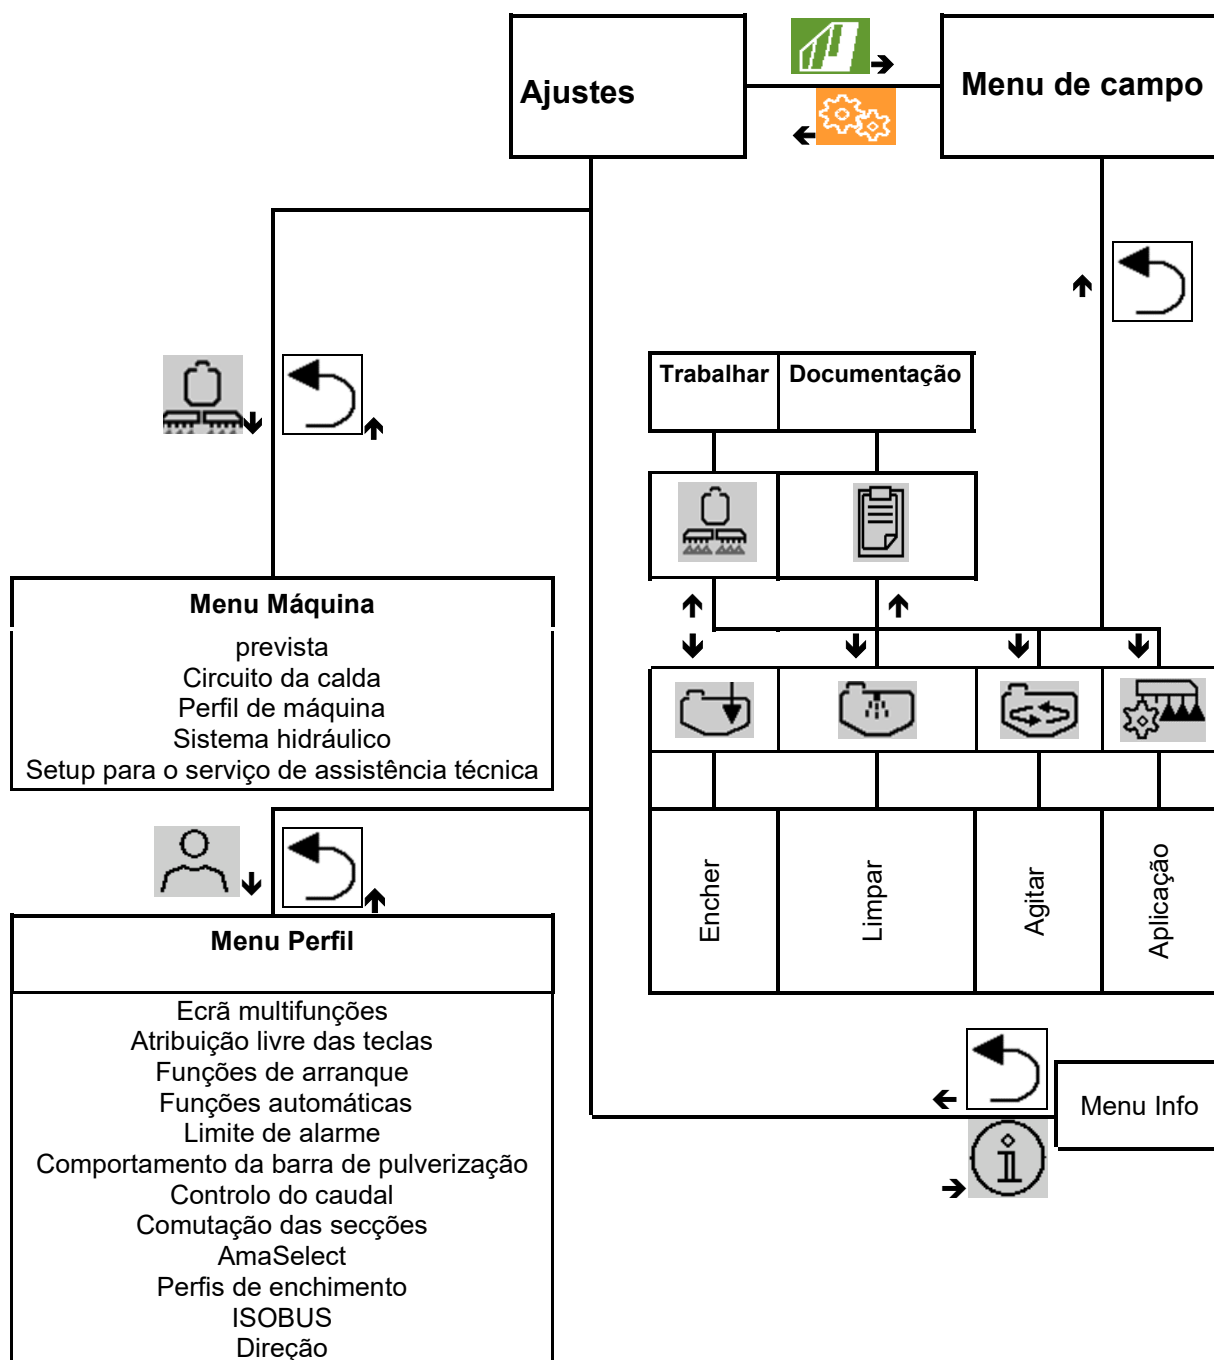 Ajustes
Menu de campo
Trabalhar
Documentação
Menu Máquina
prevista
Circuito da calda
Perfil de máquina
Sistema hidráulico
Setup para o serviço de assistência técnica
Encher
Limpar
Agitar
Aplicação
Menu Perfil
Ecrã multifunções
Atribuição livre das teclas
Funções de arranque
Funções automáticas
Limite de alarme
Comportamento da barra de pulverização
Controlo do caudal
Comutação das secções
AmaSelect
Perfis de enchimento
ISOBUS
Direção
Menu Info